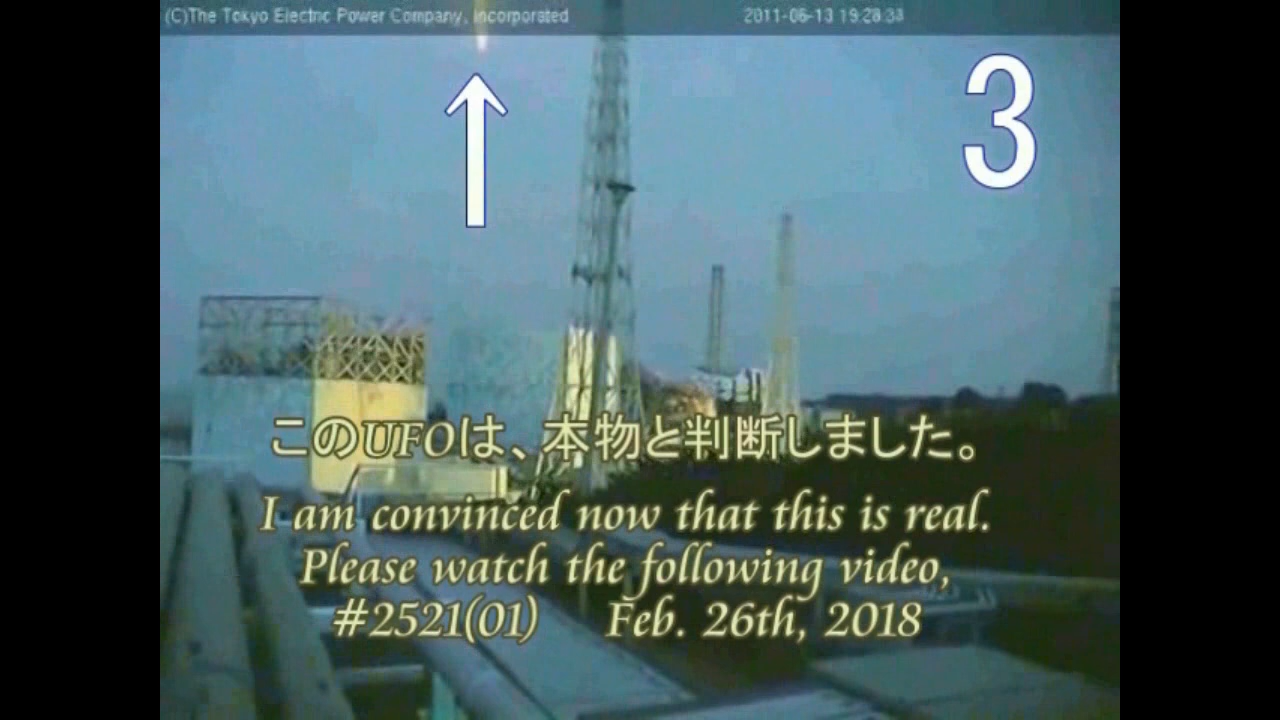 (C)The Tokyo Electric Power Company, Incorporated 2011-06-13 19:28:38
3
このUFOは、本物と判断しました。
I am convinced now that this is real.
Please watch the following video,
#2521(01) Feb. 26th, 2018